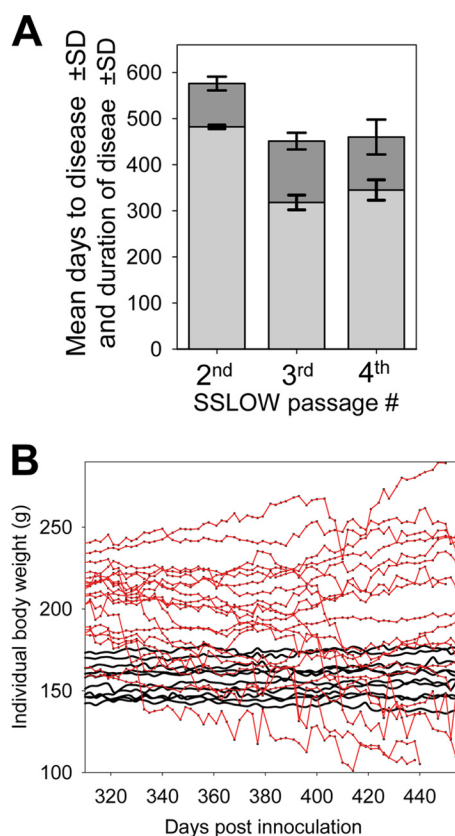 A
Mean days to disease ±SD
and duration of diseae ±SD
600
500
400
300
200
100
0
2nd 3rd 4th
SSLOW passage #
B
Individual body weight (g)
250
200
150
100
320 340 360 380 400 420 440
Days post innoculation